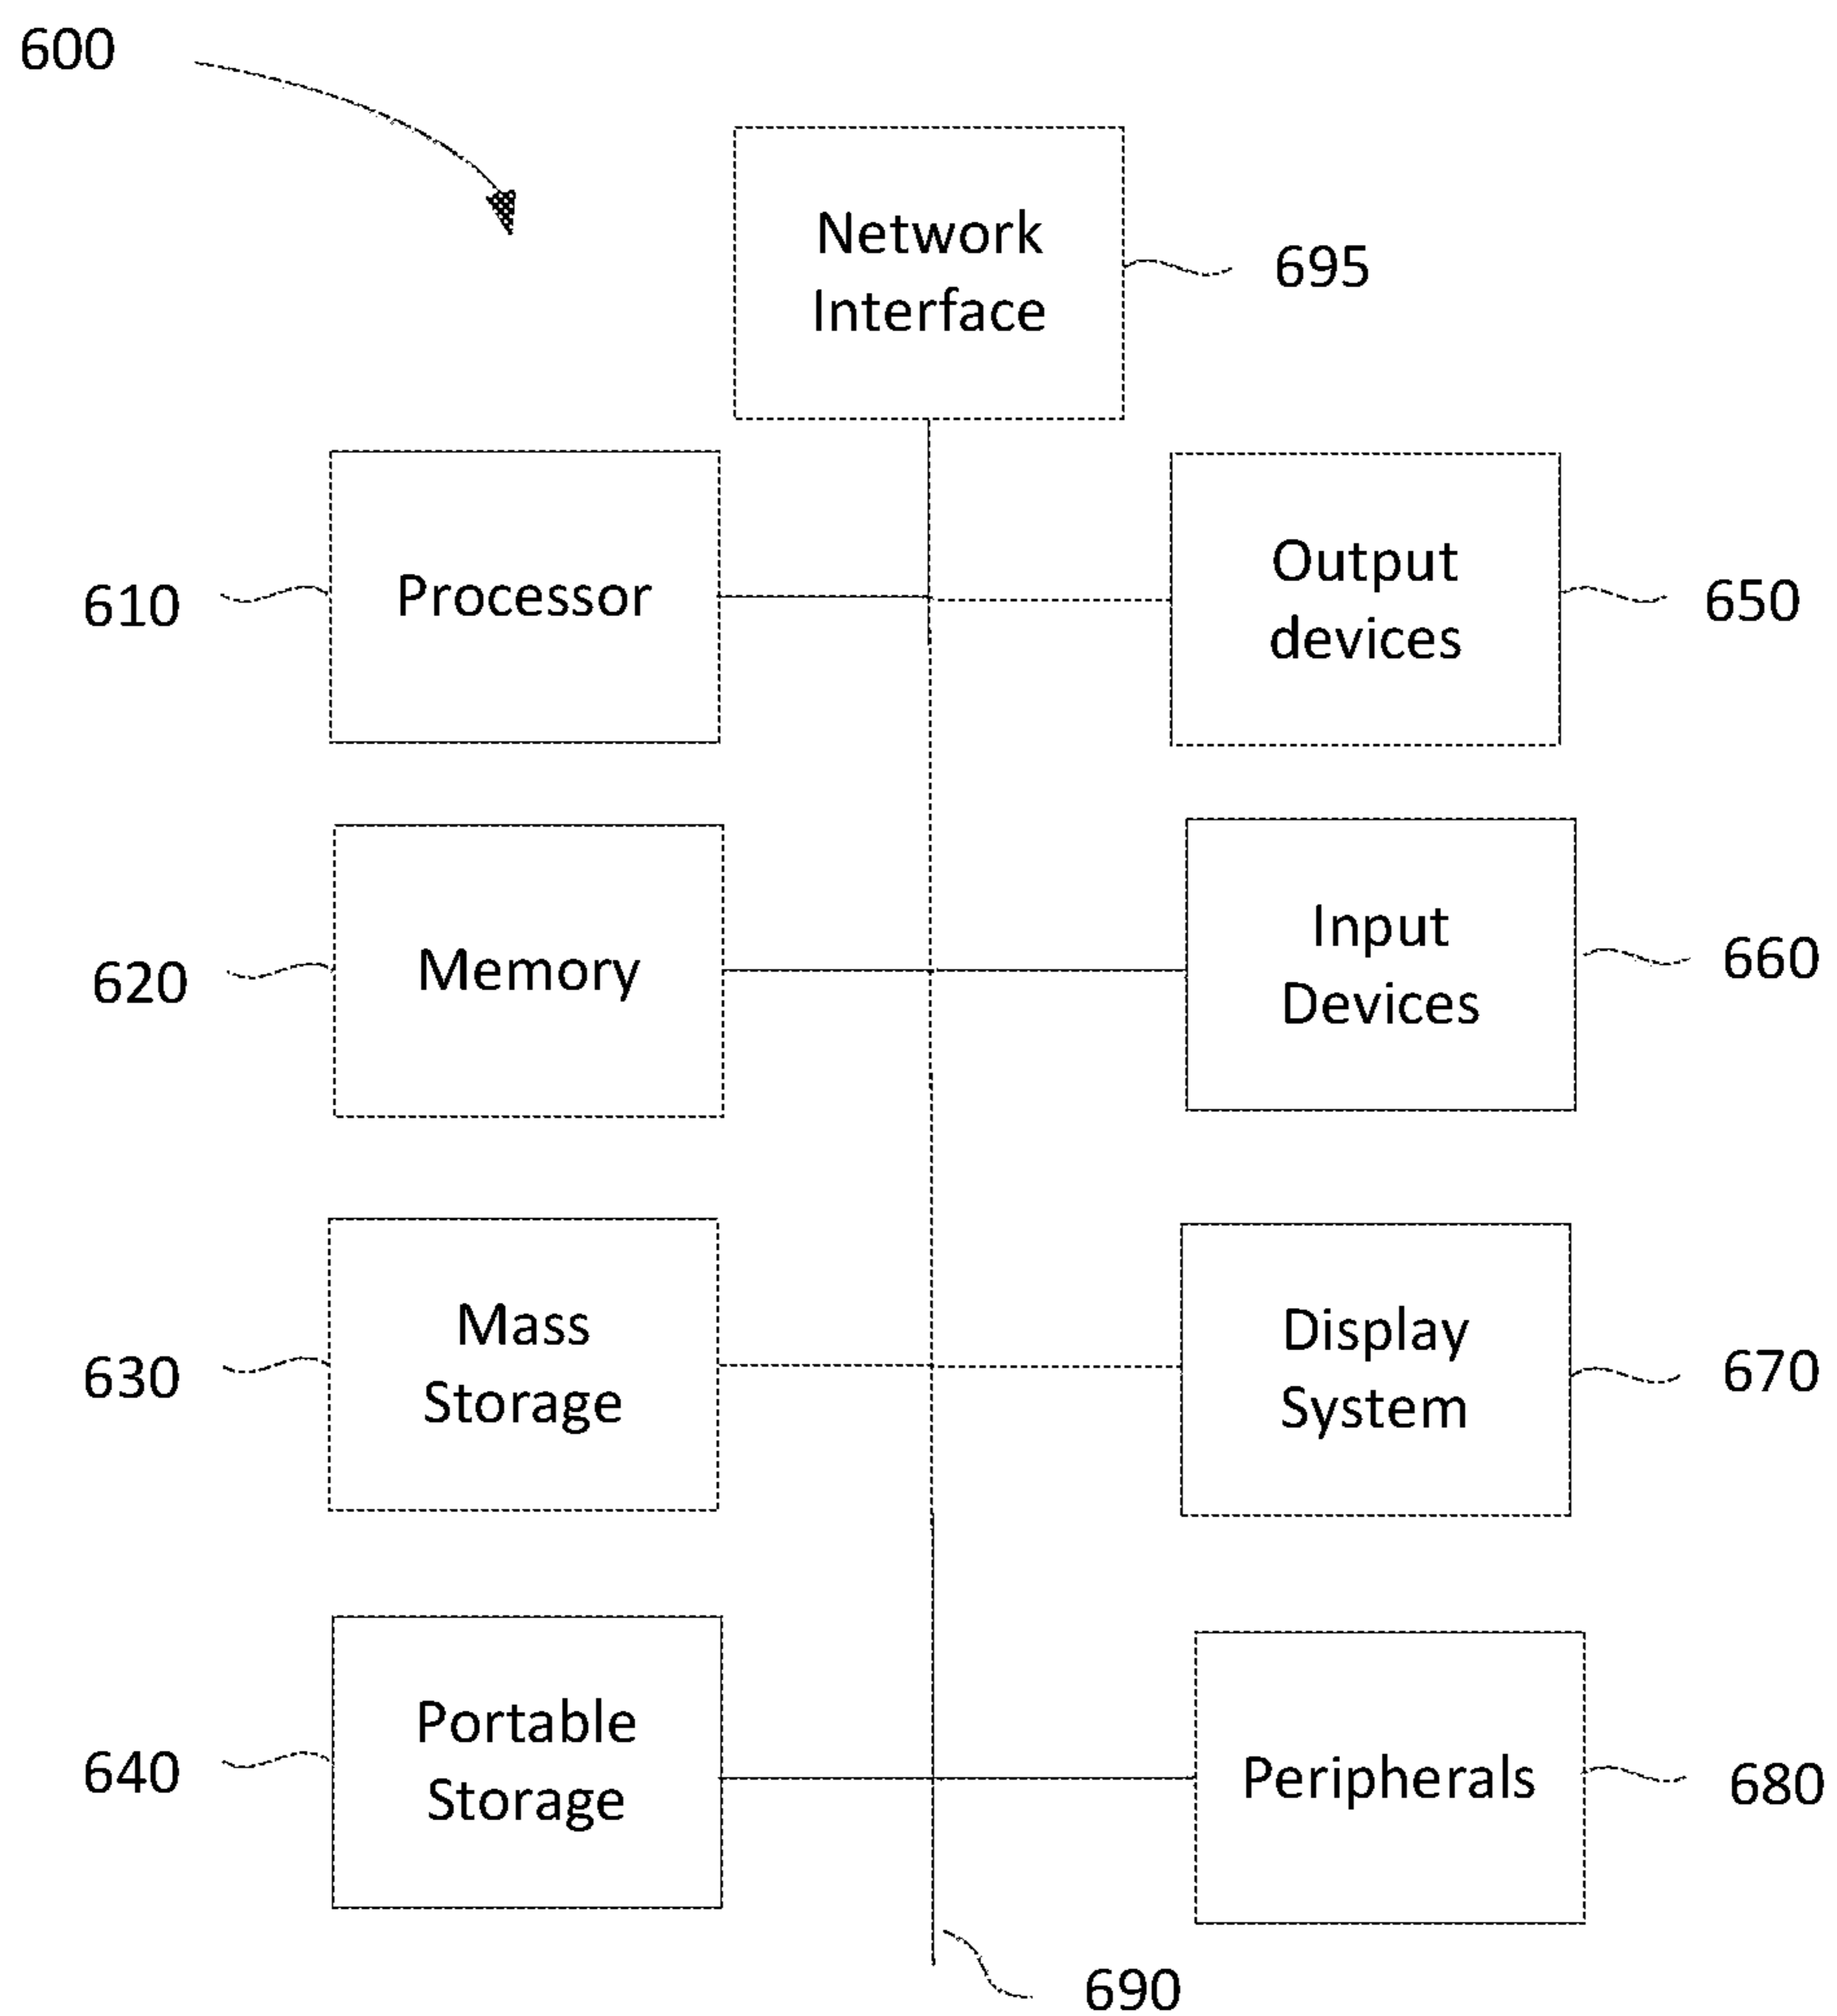 600
Network
Interface
695
610
Processor
Output
devices
650
620
Memory
Input
Devices
660
630
Mass
Storage
Display
System
670
640
Portable
Storage
Peripherals
680
690